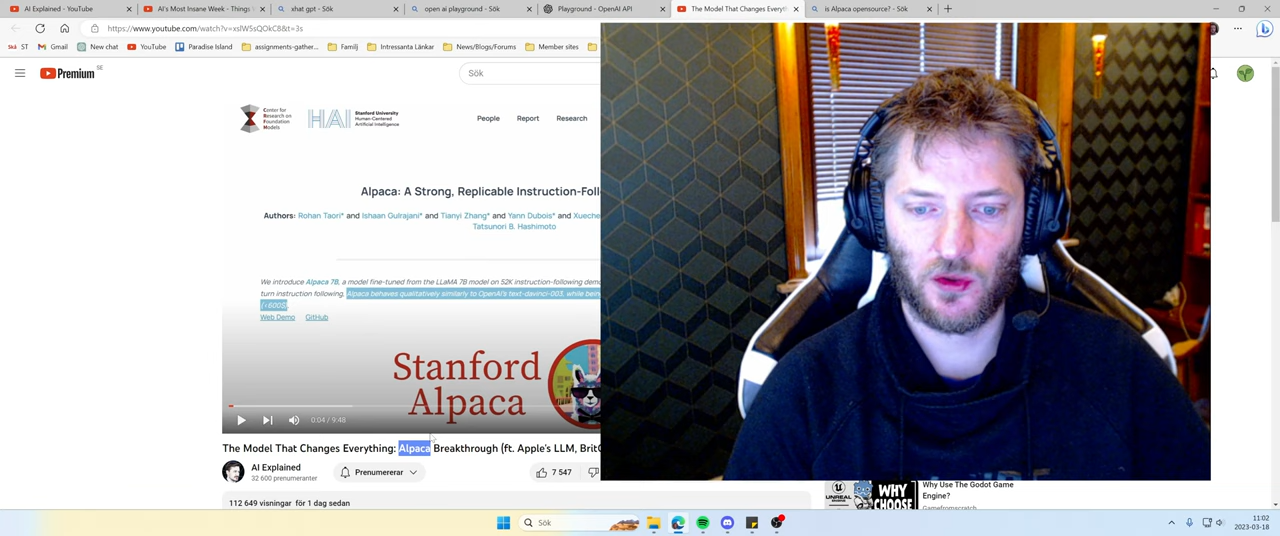 AI Explained - YouTube
AI's Most Insane Week - Things
xhat gpt - Sök
open ai playground - Sök
Playground - OpenAI API
The Model That Changes Everyth
is Alpaca opensource? - Sök
https://www.youtube.com/watch?v=xslW5sQOkC8&t=3s
ST
Gmail
New chat
YouTube
Paradise Island
assignments-gather...
Familj
Intressanta Länkar
News/Blogs/Forums
Member sites
Premium SE
Sök
Center for
Research on
Foundation
Models
HAI
Stanford University
Human-Centered
Artificial Intelligence
People
Report
Research
Alpaca: A Strong, Replicable Instruction-Foll
Authors: Rohan Taori* and Ishaan Gulrajani* and Tianyi Zhang* and Yann Dubois* and Xueche
Tatsunori B. Hashimoto
We introduce Alpaca 7B, a model fine-tuned from the LLaMA 7B model on 52K instruction-following demo
turn instruction following, Alpaca behaves qualitatively similarly to OpenAI's text-davinci-003, while bein
(<600$).
Web Demo
GitHub
Stanford
Alpaca
0:04 / 9:48
The Model That Changes Everything: Alpaca Breakthrough (ft. Apple's LLM, BritG
AI Explained
32 600 prenumeranter
Prenumererar
7 547
112 649 visningar för 1 dag sedan
WHY
CHOOSE
UNREAL
Why Use The Godot Game
Engine?
Gamefromscratch
Sök
11:02
2023-03-18